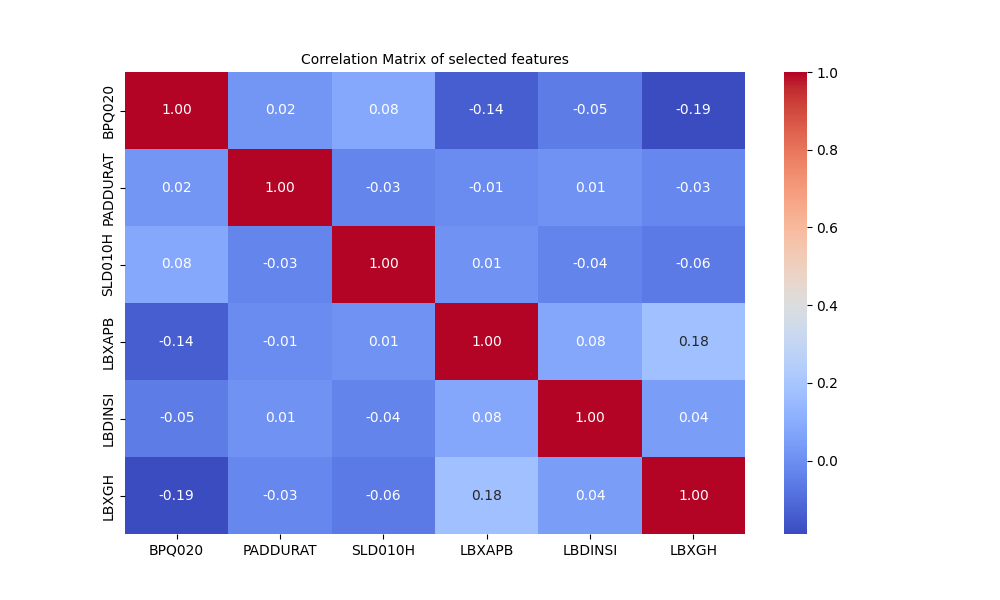 Correlation Matrix of selected features
BPQ020 1.00 0.02 0.08 -0.14 -0.05 -0.19
PADDURAT 0.02 1.00 -0.03 -0.01 0.01 -0.03
SLD010H 0.08 -0.03 1.00 0.01 -0.04 -0.06
LBXAPB -0.14 -0.01 0.01 1.00 0.08 0.18
LBDINSI -0.05 0.01 -0.04 0.08 1.00 0.04
LBXGH -0.19 -0.03 -0.06 0.18 0.04 1.00
BPQ020 PADDURAT SLD010H LBXAPB LBDINSI LBXGH
1.0
0.8
0.6
0.4
0.2
0.0